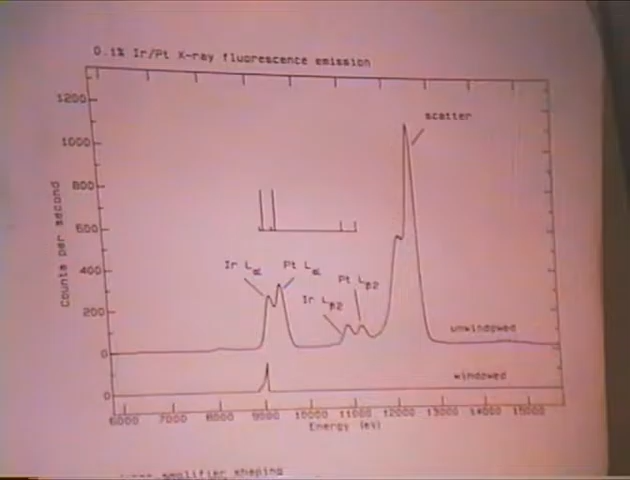 0.1% Ir/Pt X-ray fluorescence emission
1200
1000
800
600
400
200
0
0
Counts per second
scatter
Ir Lα
Pt Lα
Pt Lβ2
Ir Lβ2
unwindowed
windowed
6000 7000 8000 9000 10000 11000 12000 13000 14000 15000
Energy (eV)
amplifier shaping